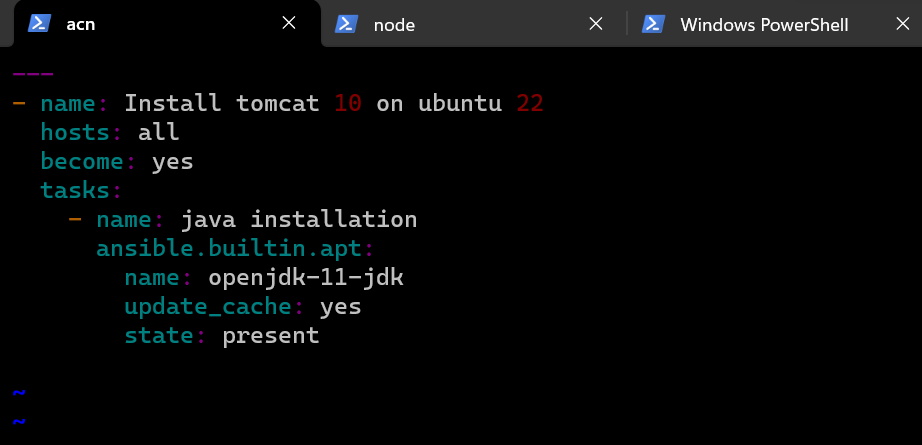 acn
node
Windows PowerShell
---
- name: Install tomcat 10 on ubuntu 22
  hosts: all
  become: yes
  tasks:
    - name: java installation
      ansible.builtin.apt:
        name: openjdk-11-jdk
        update_cache: yes
        state: present
~
~